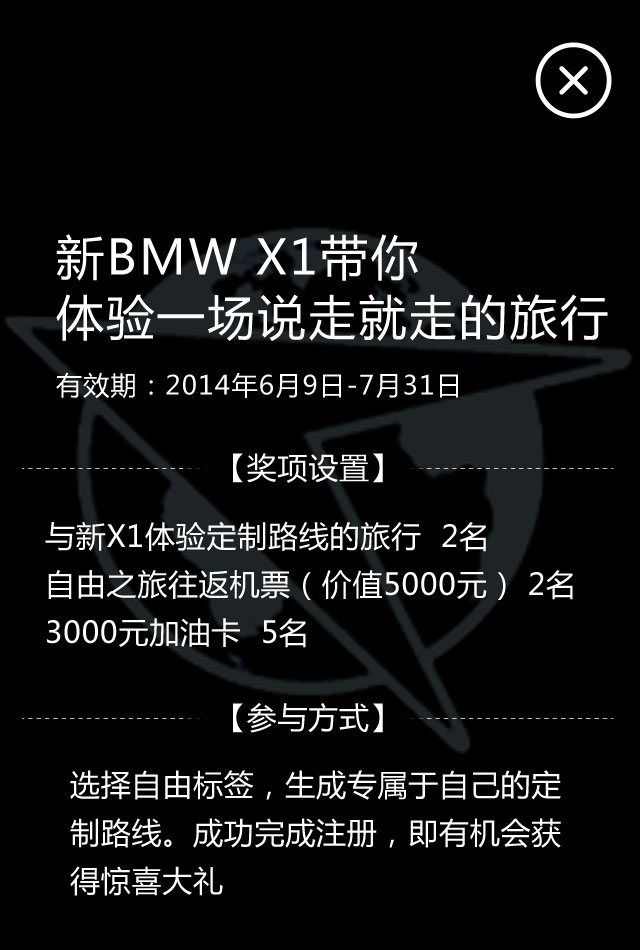 新BMW X1带你
体验一场说走就走的旅行
有效期：2014年6月9日-7月31日
【奖项设置】
与新X1体验定制路线的旅行 2名
自由之旅往返机票（价值5000元） 2名
3000元加油卡 5名
【参与方式】
选择自由标签，生成专属于自己的定
制路线。成功完成注册，即有机会获
得惊喜大礼